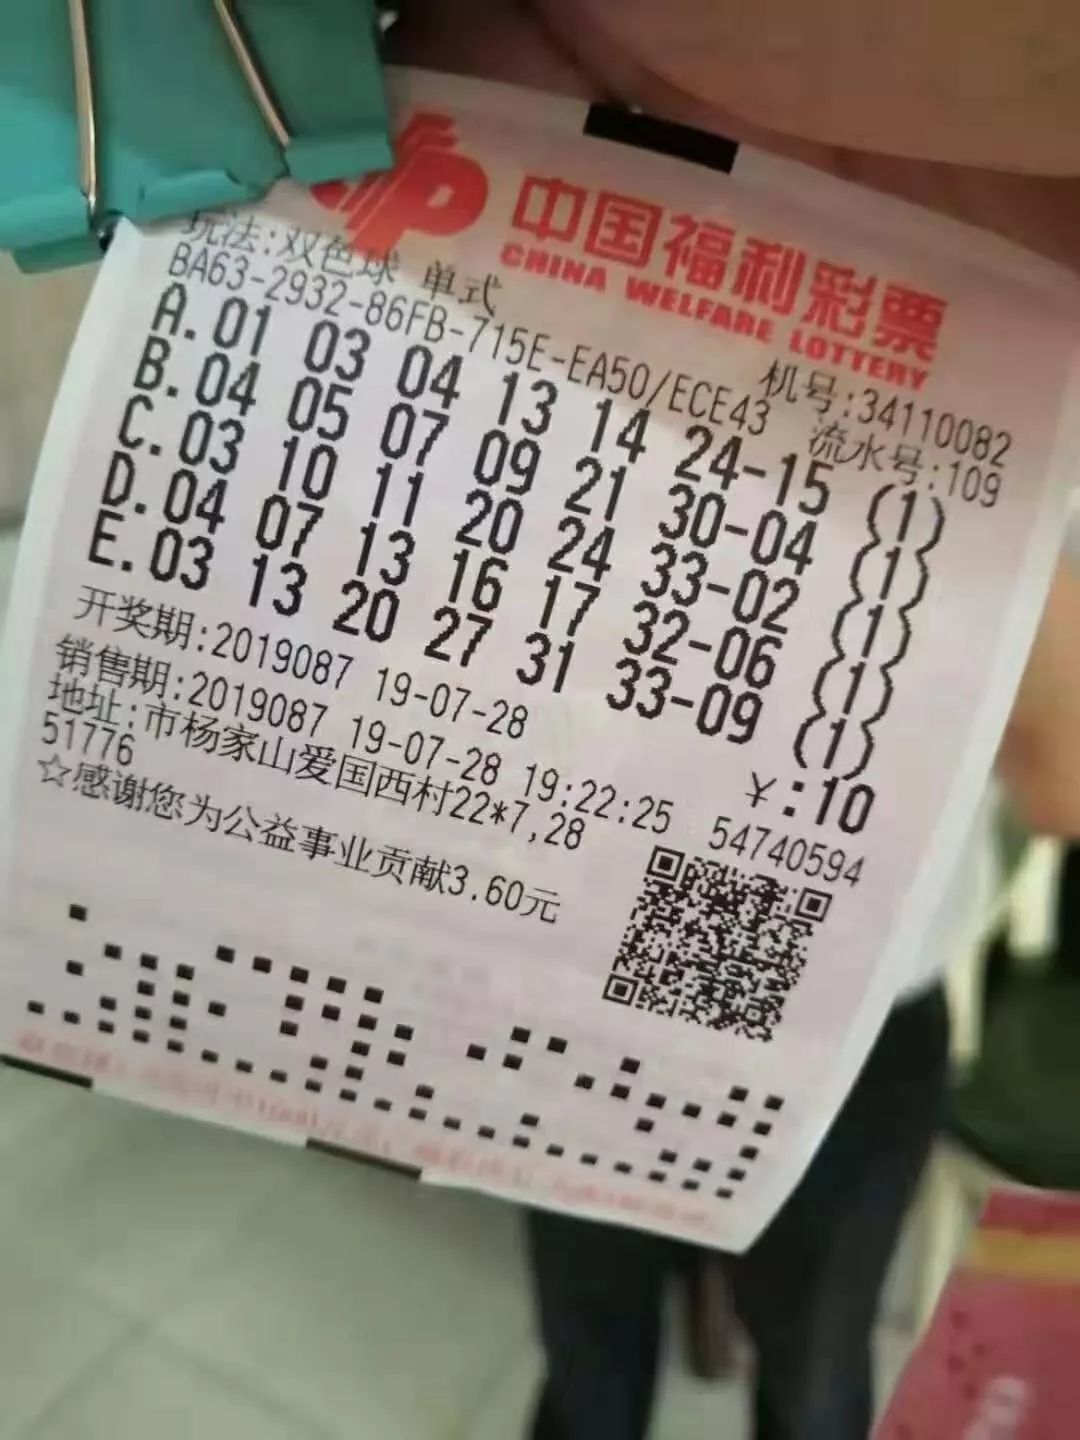 中国福利彩票
CHINA WELFARE LOTTERY
玩法:双色球 单式
机号:34110082
BA63-2932-86FB-715E-EA50/ECE43
流水号:109
A.01 03 04 13 14 24-15 (1)
B.04 05 07 09 21 30-04 (1)
C.03 10 11 20 24 33-02 (1)
D.04 07 13 16 17 32-06 (1)
E.03 13 20 27 31 33-09 (1)
开奖期:2019087 19-07-28
¥:10
销售期:2019087 19-07-28 19:22:25 54740594
地址:市杨家山爱国西村22*7,28
51776
☆感谢您为公益事业贡献3.60元